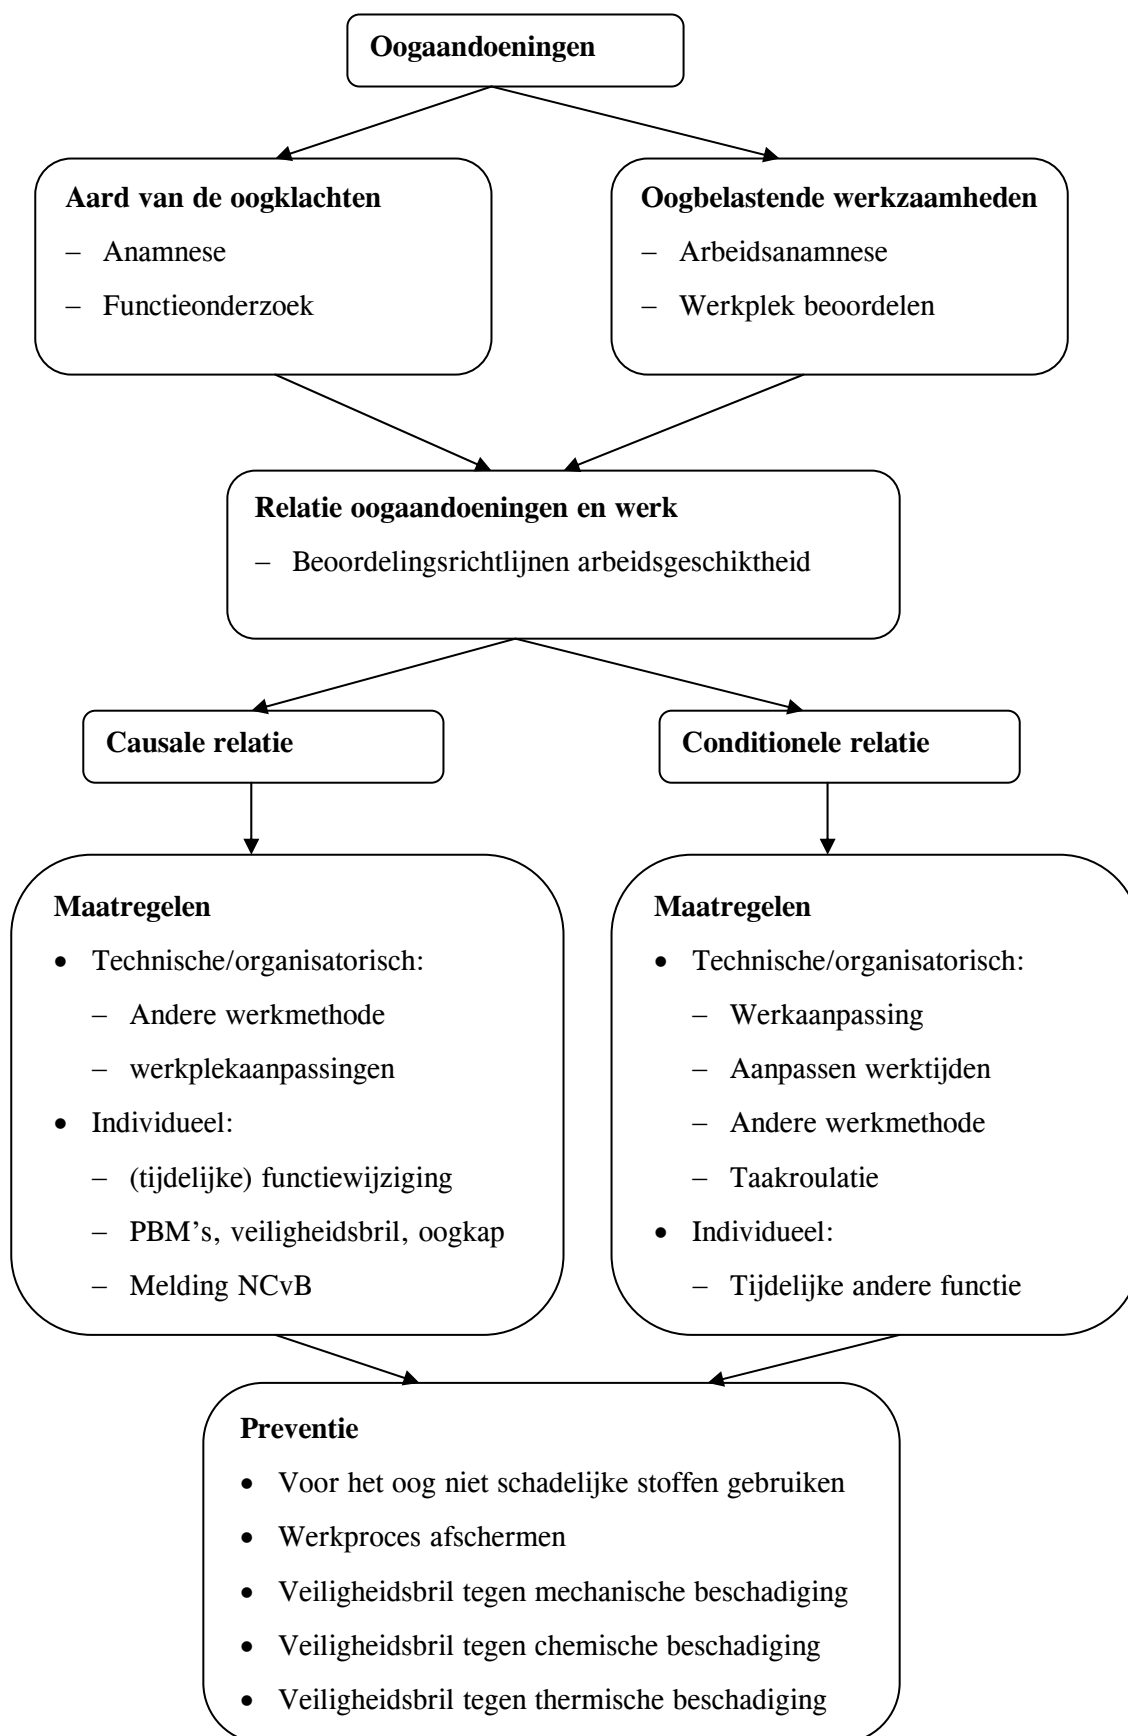 Oogaandoeningen
Aard van de oogklachten
– Anamnese
– Functieonderzoek
Oogbelastende werkzaamheden
– Arbeidsanamnese
– Werkplek beoordelen
Relatie oogaandoeningen en werk
– Beoordelingsrichtlijnen arbeidsgeschiktheid
Causale relatie
Conditionele relatie
Maatregelen
• Technische/organisatorisch:
– Andere werkmethode
– werkplekaanpassingen
• Individueel:
– (tijdelijke) functiewijziging
– PBM’s, veiligheidsbril, oogkap
– Melding NCvB
Maatregelen
• Technische/organisatorisch:
– Werkaanpassing
– Aanpassen werktijden
– Andere werkmethode
– Taakroulatie
• Individueel:
– Tijdelijke andere functie
Preventie
• Voor het oog niet schadelijke stoffen gebruiken
• Werkproces afschermen
• Veiligheidsbril tegen mechanische beschadiging
• Veiligheidsbril tegen chemische beschadiging
• Veiligheidsbril tegen thermische beschadiging